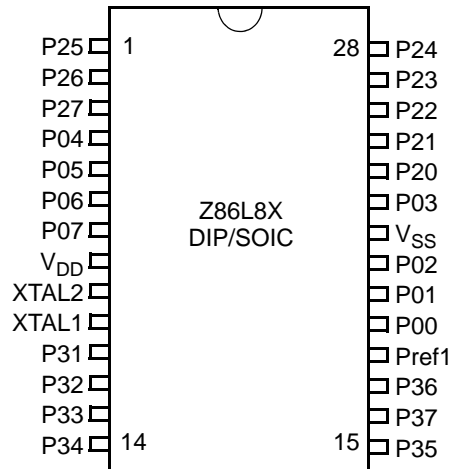 P25 1 28 P24
P26 P23
P27 P22
P04 P21
P05 P20
P06 P03
Z86L8X
P07 VSS
DIP/SOIC
VDD P02
XTAL2 P01
XTAL1 P00
P31 Pref1
P32 P36
P33 P37
P34 14 15 P35